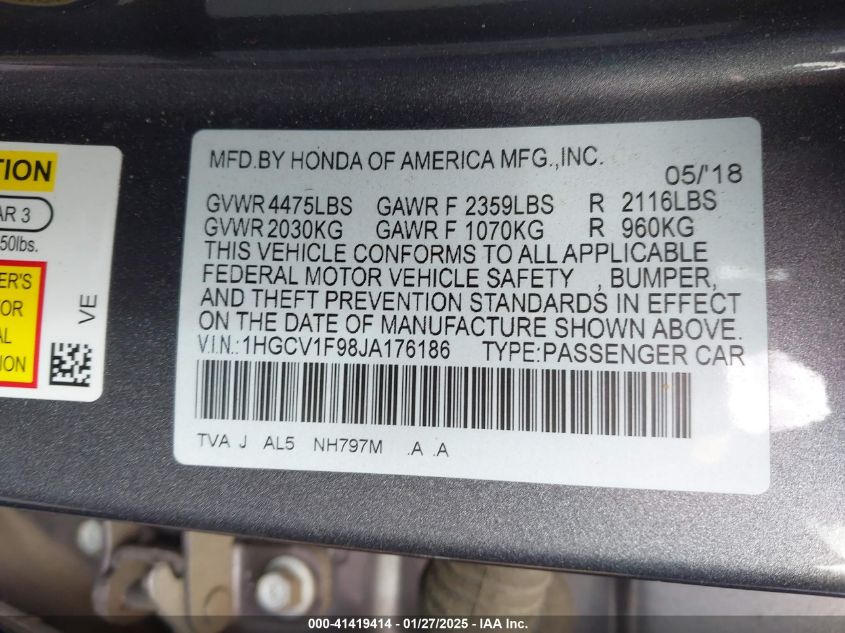 MFD.BY HONDA OF AMERICA MFG.,INC.
05/'18
GVWR 4475LBS GAWR F 2359LBS R 2116LBS
GVWR 2030KG GAWR F 1070KG R 960KG
THIS VEHICLE CONFORMS TO ALL APPLICABLE
FEDERAL MOTOR VEHICLE SAFETY , BUMPER,
AND THEFT PREVENTION STANDARDS IN EFFECT
ON THE DATE OF MANUFACTURE SHOWN ABOVE.
V.I.N.:1HGCV1F98JA176186 TYPE:PASSENGER CAR
TVA J AL5 NH797M .A .A
TION
AR 3
50lbs.
ER'S
TOR
AL
ION
VE
000-41419414 - 01/27/2025 - IAA Inc.